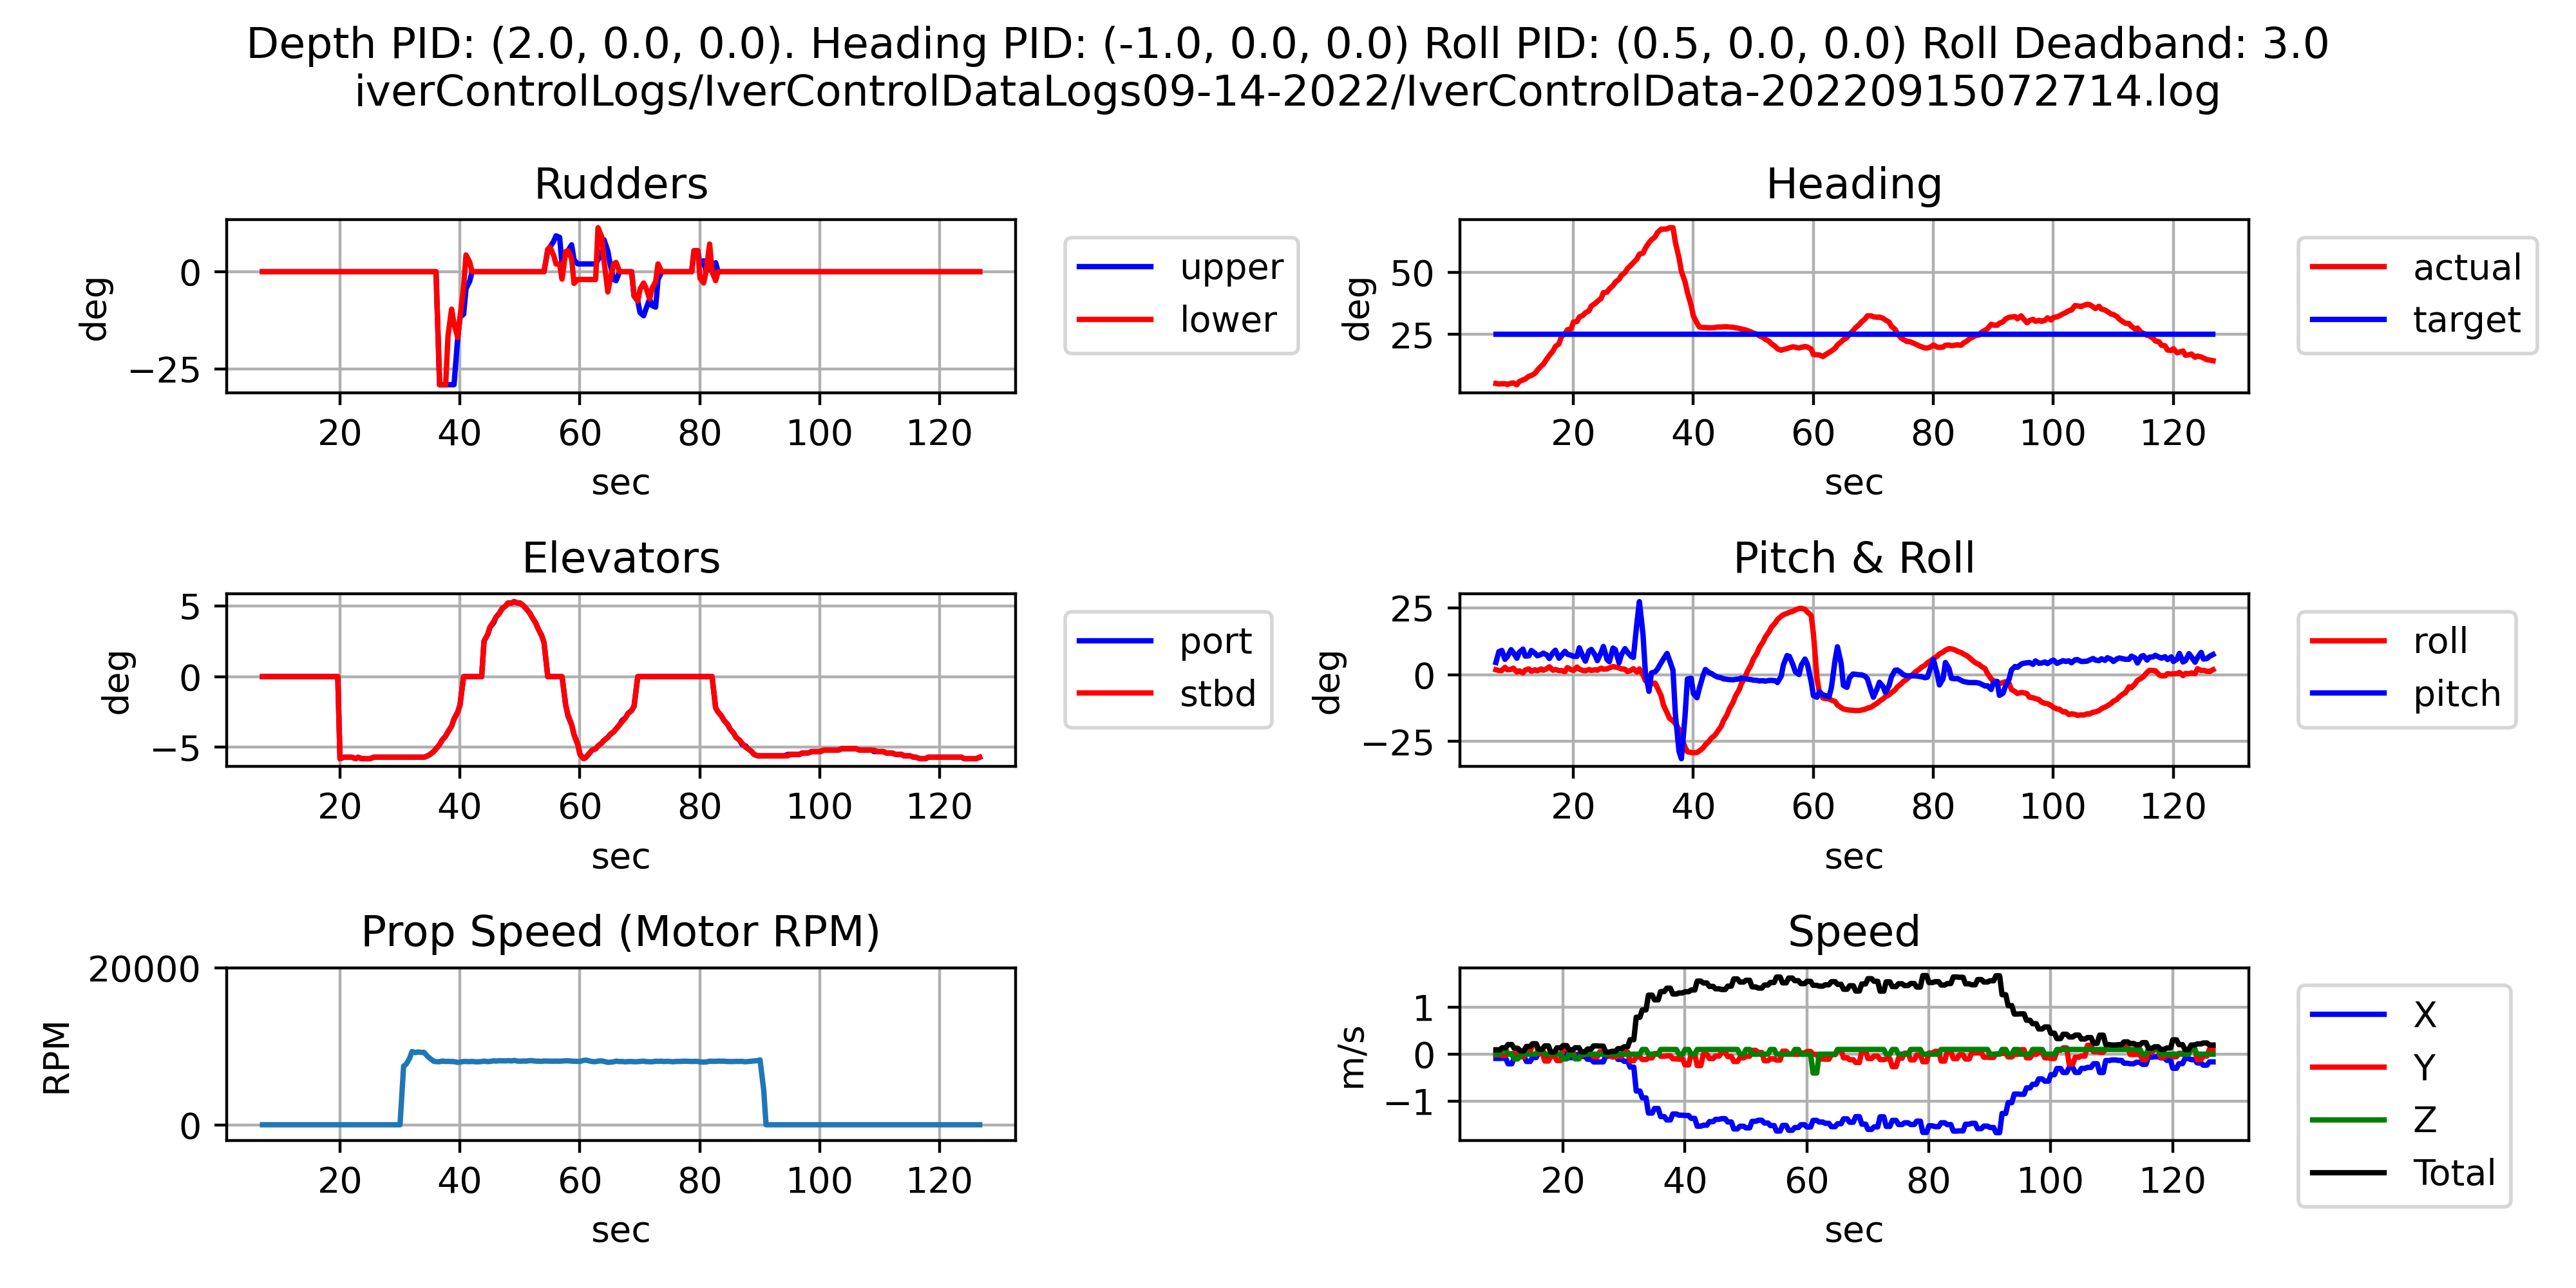 Depth PID: (2.0, 0.0, 0.0). Heading PID: (-1.0, 0.0, 0.0) Roll PID: (0.5, 0.0, 0.0) Roll Deadband: 3.0
iverControlLogs/IverControlDataLogs09-14-2022/IverControlData-20220915072714.log
Rudders
deg
0
−25
20 40 60 80 100 120
sec
upper
lower
Heading
deg
50
25
20 40 60 80 100 120
sec
actual
target
Elevators
deg
5
0
−5
20 40 60 80 100 120
sec
port
stbd
Pitch & Roll
deg
25
0
−25
20 40 60 80 100 120
sec
roll
pitch
Prop Speed (Motor RPM)
RPM
20000
0
20 40 60 80 100 120
sec
Speed
m/s
1
0
−1
20 40 60 80 100 120
sec
X
Y
Z
Total